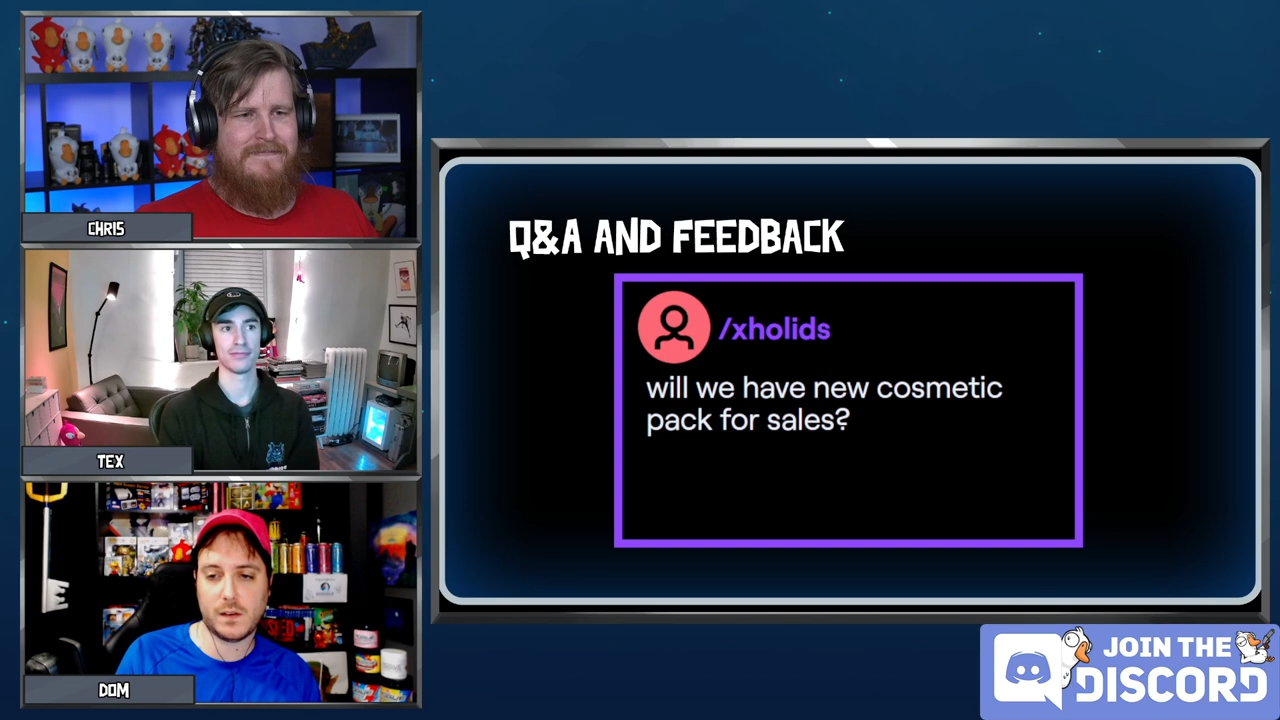 CHRIS
TEX
DOM
Q&A AND FEEDBACK
/xholids
will we have new cosmetic
pack for sales?
JOIN THE
DISCORD